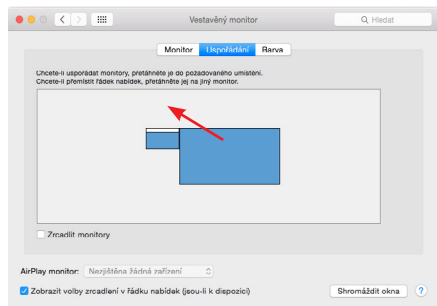 Vestavěný monitor
Hledat
Monitor Uspořádání Barva
Chcete-li uspořádat monitory, přetáhněte je do požadovaného umístění.
Chcete-li přemístit řádek nabídek, přetáhněte jej na jiný monitor.
Zrcadlit monitory
AirPlay monitor: Nezjištěna žádná zařízení
Zobrazit volby zrcadlení v řádku nabídek (jsou-li k dispozici)
Shromáždit okna ?